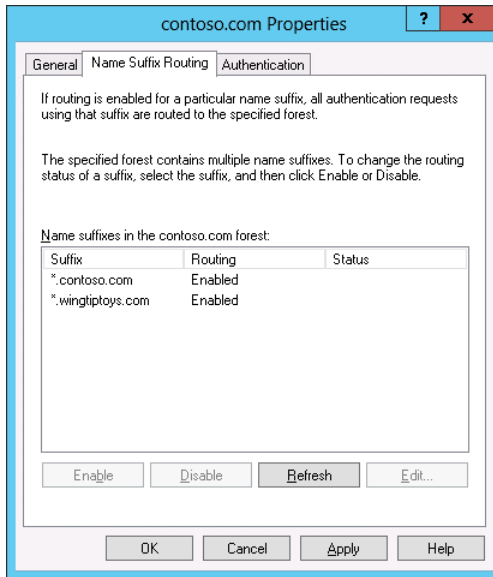 contoso.com Properties ? x
General Name Suffix Routing Authentication
If routing is enabled for a particular name suffix, all authentication requests
using that suffix are routed to the specified forest.
The specified forest contains multiple name suffixes. To change the routing
status of a suffix, select the suffix, and then click Enable or Disable.
Name suffixes in the contoso.com forest:
Suffix Routing Status
*.contoso.com Enabled
*.wingtiptoys.com Enabled
Enable Disable Refresh Edit...
OK Cancel Apply Help